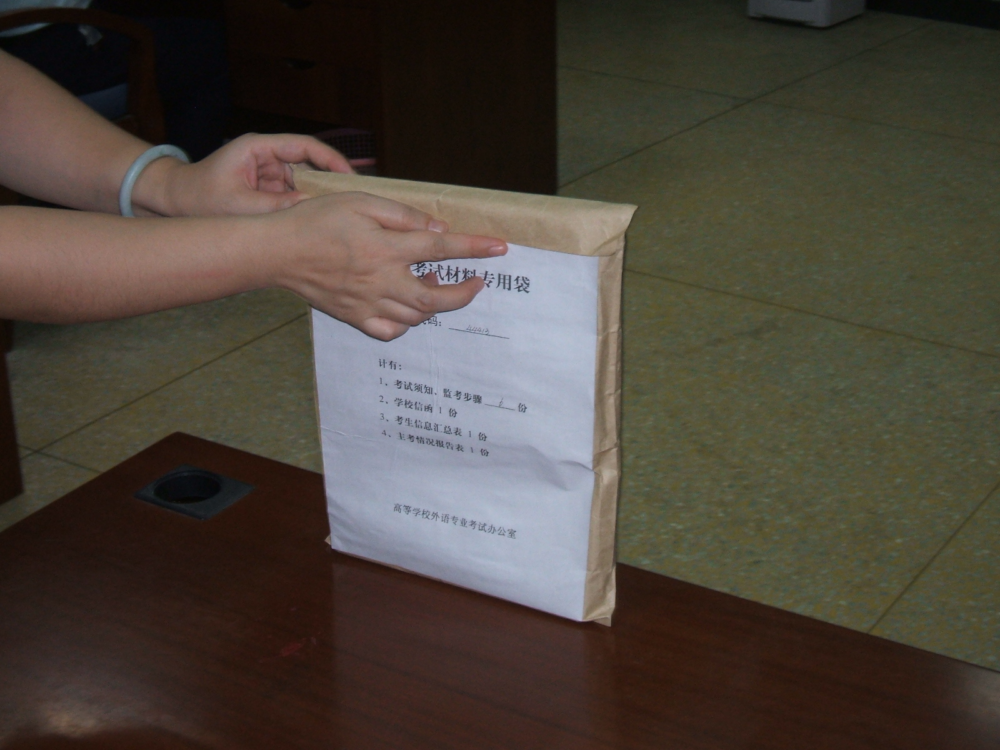 考试材料专用袋
代码：44413
计有：
1、考试须知、监考步骤 6 份
2、学校信函 1 份
3、考生信息汇总表 1 份
4、主考情况报告表 1 份
高等学校外语专业考试办公室